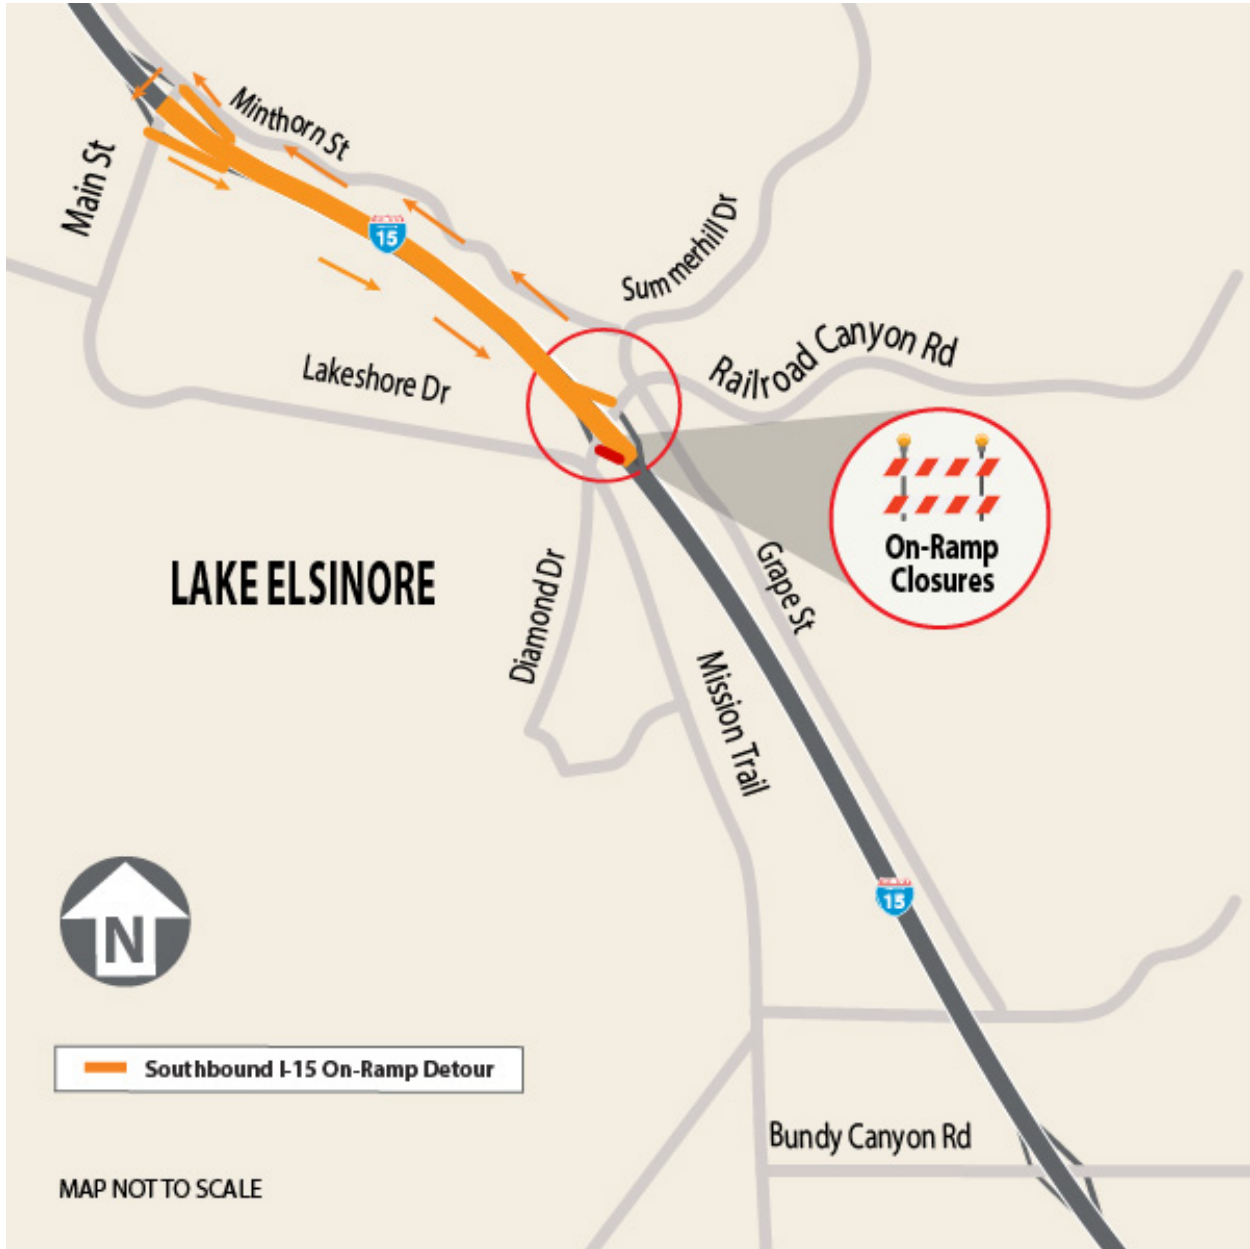 Minthorn St
Main St
15
Summerhill Dr
Railroad Canyon Rd
Lakeshore Dr
On-Ramp
Closures
LAKE ELSINORE
Diamond Dr
Grape St
Mission Trail
15
N
Southbound I-15 On-Ramp Detour
Bundy Canyon Rd
MAP NOT TO SCALE